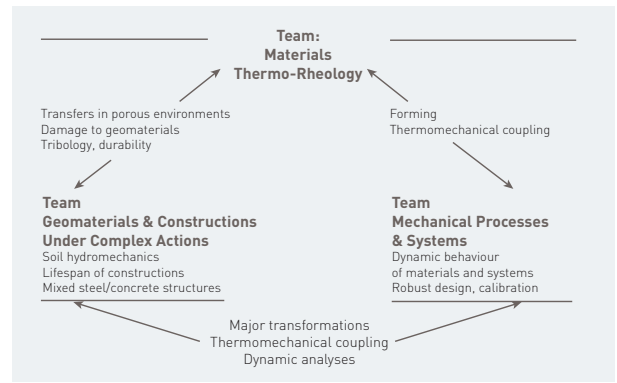 Team:
Materials
Thermo-Rheology
Transfers in porous environments
Damage to geomaterials
Tribology, durability
Forming
Thermomechanical coupling
Team
Geomaterials & Constructions
Under Complex Actions
Soil hydromechanics
Lifespan of constructions
Mixed steel/concrete structures
Team
Mechanical Processes
& Systems
Dynamic behaviour
of materials and systems
Robust design, calibration
Major transformations
Thermomechanical coupling
Dynamic analyses